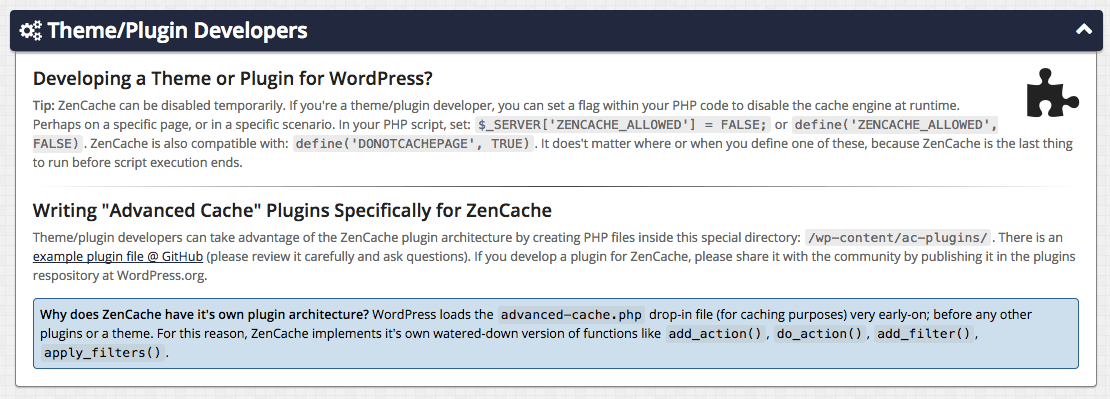 Theme/Plugin Developers
Developing a Theme or Plugin for WordPress?
Tip: ZenCache can be disabled temporarily. If you're a theme/plugin developer, you can set a flag within your PHP code to disable the cache engine at runtime.
Perhaps on a specific page, or in a specific scenario. In your PHP script, set: $_SERVER['ZENCACHE_ALLOWED'] = FALSE; or define('ZENCACHE_ALLOWED',
FALSE). ZenCache is also compatible with: define('DONOTCACHEPAGE', TRUE). It does't matter where or when you define one of these, because ZenCache is the last thing
to run before script execution ends.
Writing "Advanced Cache" Plugins Specifically for ZenCache
Theme/plugin developers can take advantage of the ZenCache plugin architecture by creating PHP files inside this special directory: /wp-content/ac-plugins/. There is an
example plugin file @ GitHub (please review it carefully and ask questions). If you develop a plugin for ZenCache, please share it with the community by publishing it in the plugins
respository at WordPress.org.
Why does ZenCache have it's own plugin architecture? WordPress loads the advanced-cache.php drop-in file (for caching purposes) very early-on; before any other
plugins or a theme. For this reason, ZenCache implements it's own watered-down version of functions like add_action(), do_action(), add_filter(),
apply_filters().